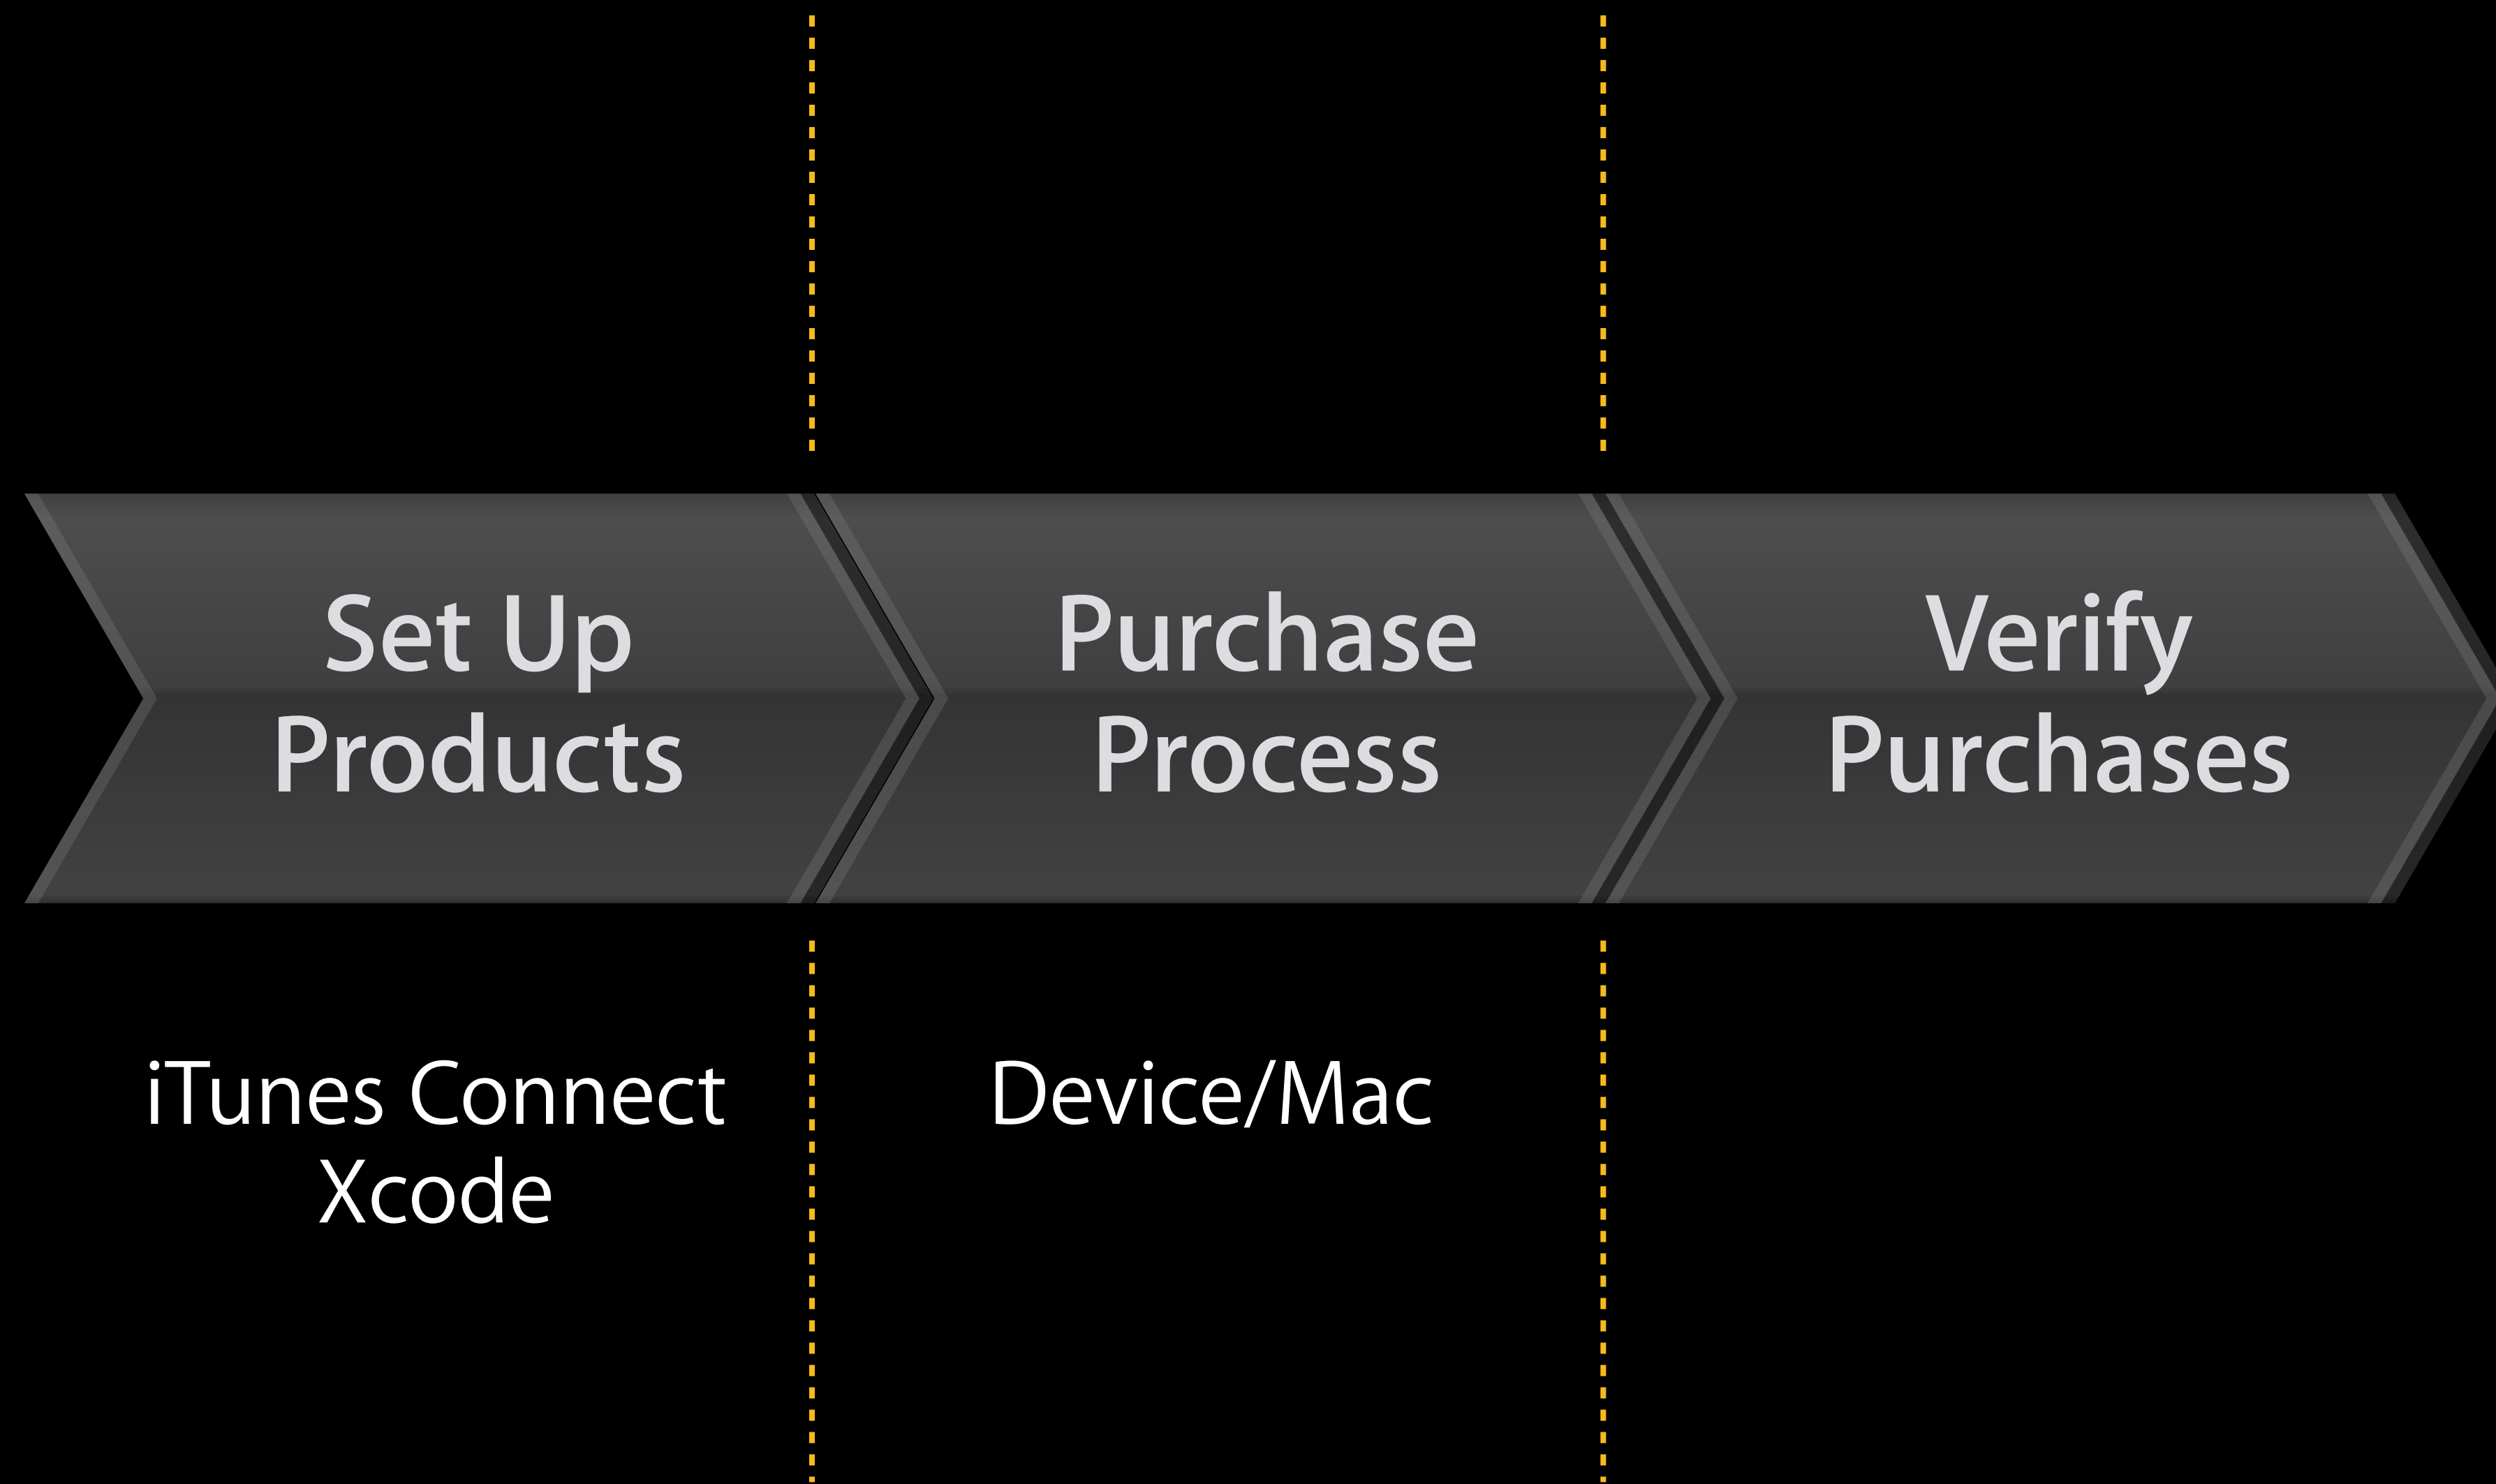 Set Up
Products
Purchase
Process
Verify
Purchases
iTunes Connect
Xcode
Device/Mac